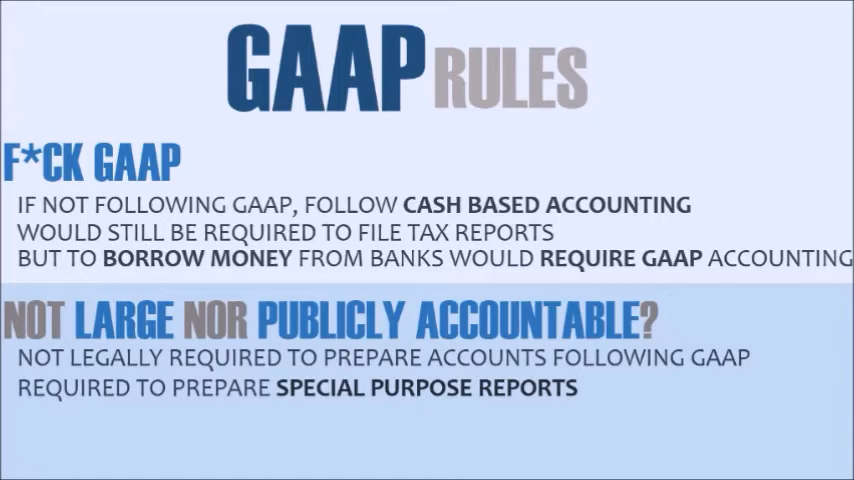 GAAP RULES
F*CK GAAP
IF NOT FOLLOWING GAAP, FOLLOW CASH BASED ACCOUNTING
WOULD STILL BE REQUIRED TO FILE TAX REPORTS
BUT TO BORROW MONEY FROM BANKS WOULD REQUIRE GAAP ACCOUNTING
NOT LARGE NOR PUBLICLY ACCOUNTABLE?
NOT LEGALLY REQUIRED TO PREPARE ACCOUNTS FOLLOWING GAAP
REQUIRED TO PREPARE SPECIAL PURPOSE REPORTS